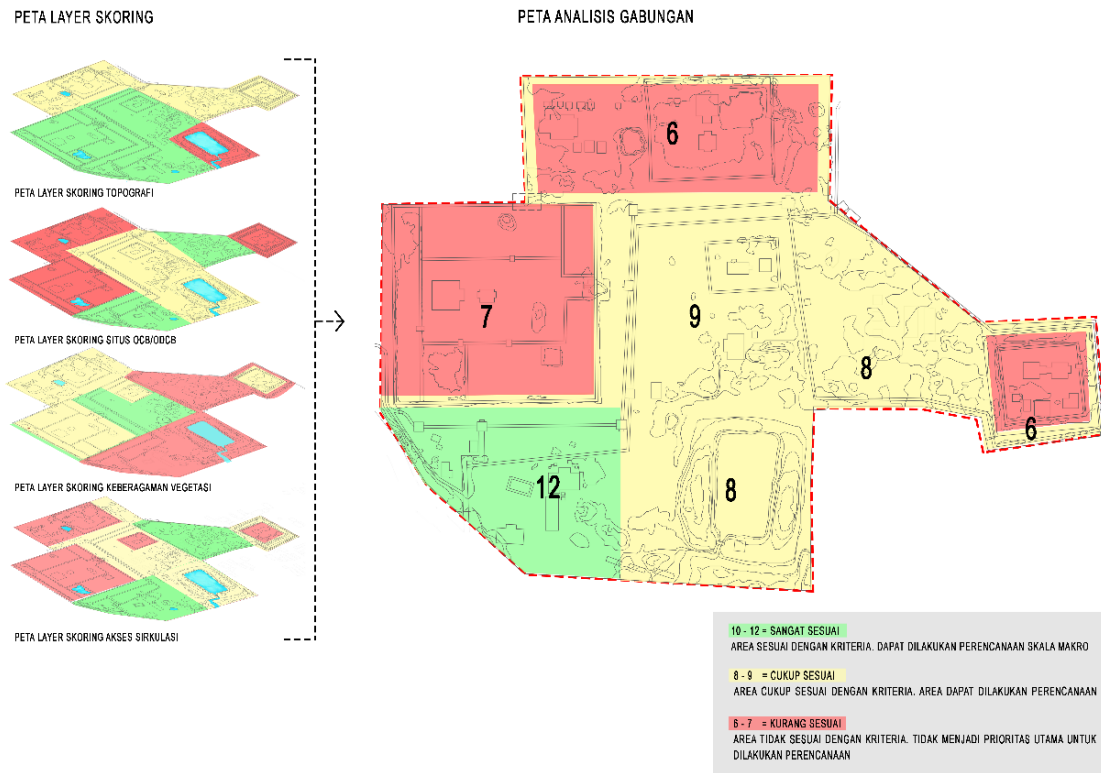 PETA LAYER SKORING
PETA ANALISIS GABUNGAN
PETA LAYER SKORING TOPOGRAFI
PETA LAYER SKORING SITUS OCB/ODCB
PETA LAYER SKORING KEBERAGAMAN VEGETASI
PETA LAYER SKORING AKSES SIRKULASI
6
7
9
8
6
12
8
10 - 12 = SANGAT SESUAI
AREA SESUAI DENGAN KRITERIA. DAPAT DILAKUKAN PERENCANAAN SKALA MAKRO
8 - 9 = CUKUP SESUAI
AREA CUKUP SESUAI DENGAN KRITERIA. AREA DAPAT DILAKUKAN PERENCANAAN
6 - 7 = KURANG SESUAI
AREA TIDAK SESUAI DENGAN KRITERIA. TIDAK MENJADI PRIORITAS UTAMA UNTUK
DILAKUKAN PERENCANAAN